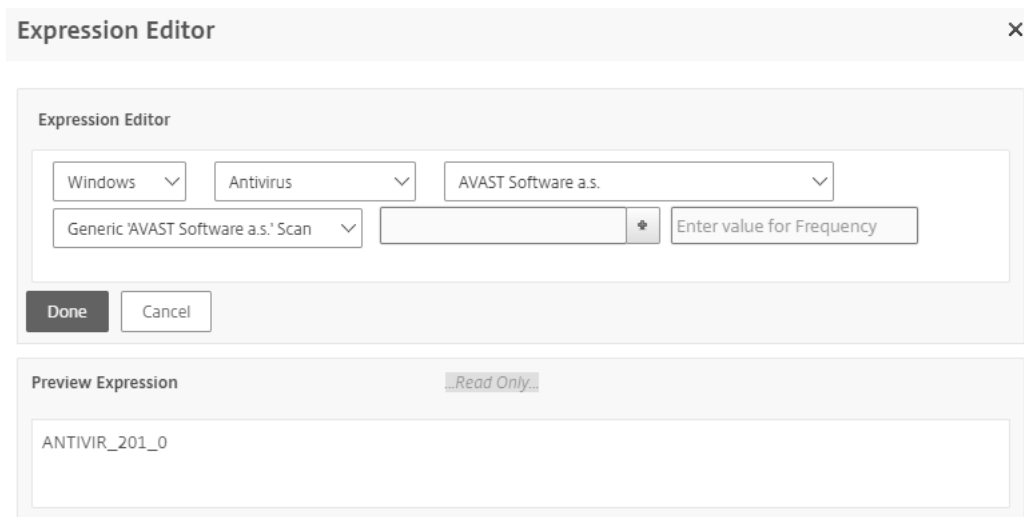 Expression Editor
Expression Editor
Windows Antivirus AVAST Software a.s.
Generic 'AVAST Software a.s.' Scan Enter value for Frequency
Done Cancel
Preview Expression ...Read Only...
ANTIVIR_201_0